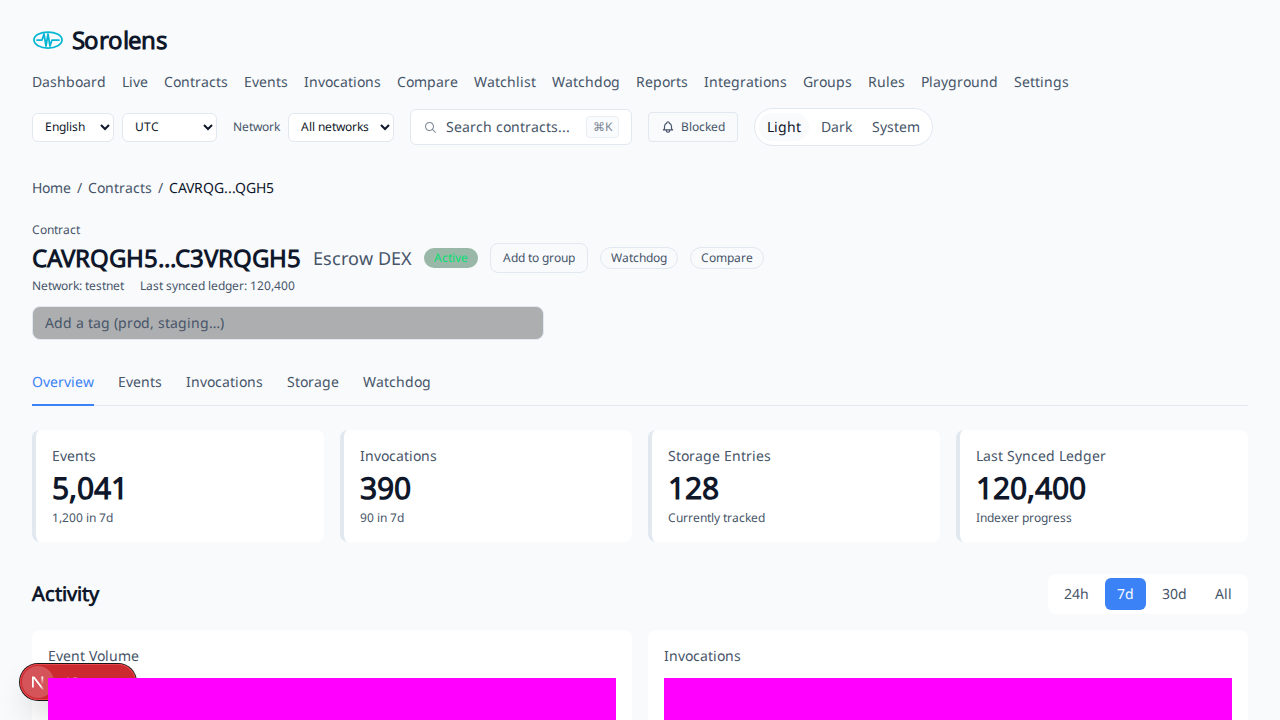 Sorolens
Dashboard Live Contracts Events Invocations Compare Watchlist Watchdog Reports Integrations Groups Rules Playground Settings
English UTC Network All networks Search contracts... ⌘K Blocked Light Dark System
Home / Contracts / CAVRQG...QGH5
Contract
CAVRQGH5...C3VRQGH5 Escrow DEX Active Add to group Watchdog Compare
Network: testnet Last synced ledger: 120,400
Add a tag (prod, staging...)
Overview Events Invocations Storage Watchdog
Events Invocations Storage Entries Last Synced Ledger
5,041 390 128 120,400
1,200 in 7d 90 in 7d Currently tracked Indexer progress
Activity 24h 7d 30d All
Event Volume Invocations
N